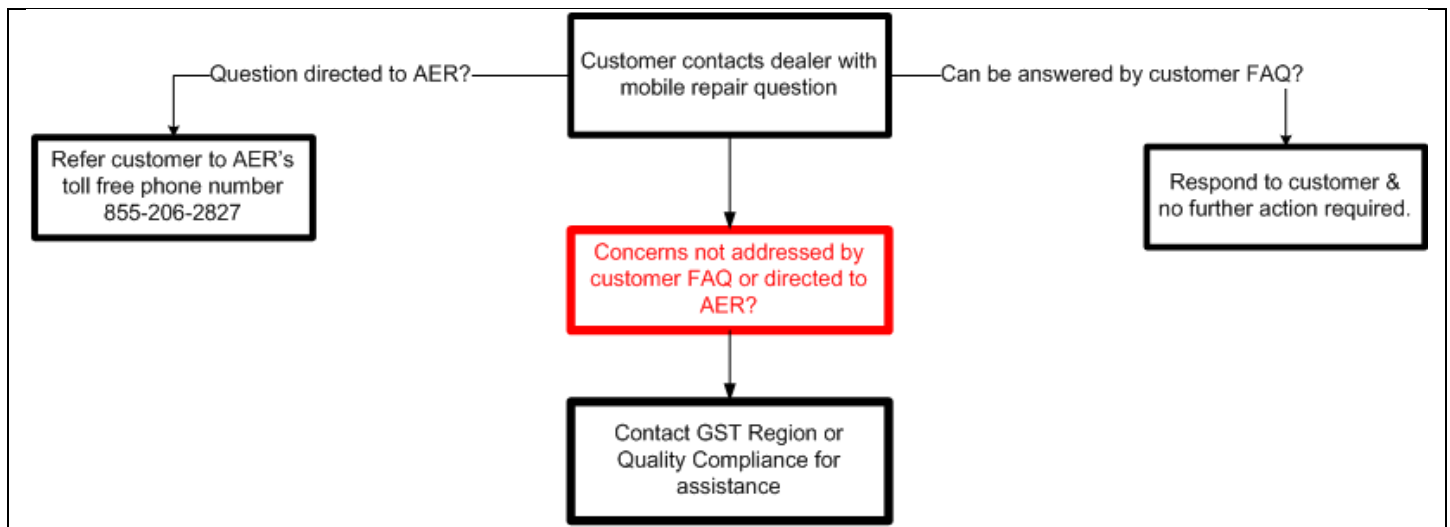 Customer contacts dealer with
mobile repair question
Question directed to AER?
Can be answered by customer FAQ?
Refer customer to AER's
toll free phone number
855-206-2827
Respond to customer &
no further action required.
Concerns not addressed by
customer FAQ or directed to
AER?
Contact GST Region or
Quality Compliance for
assistance